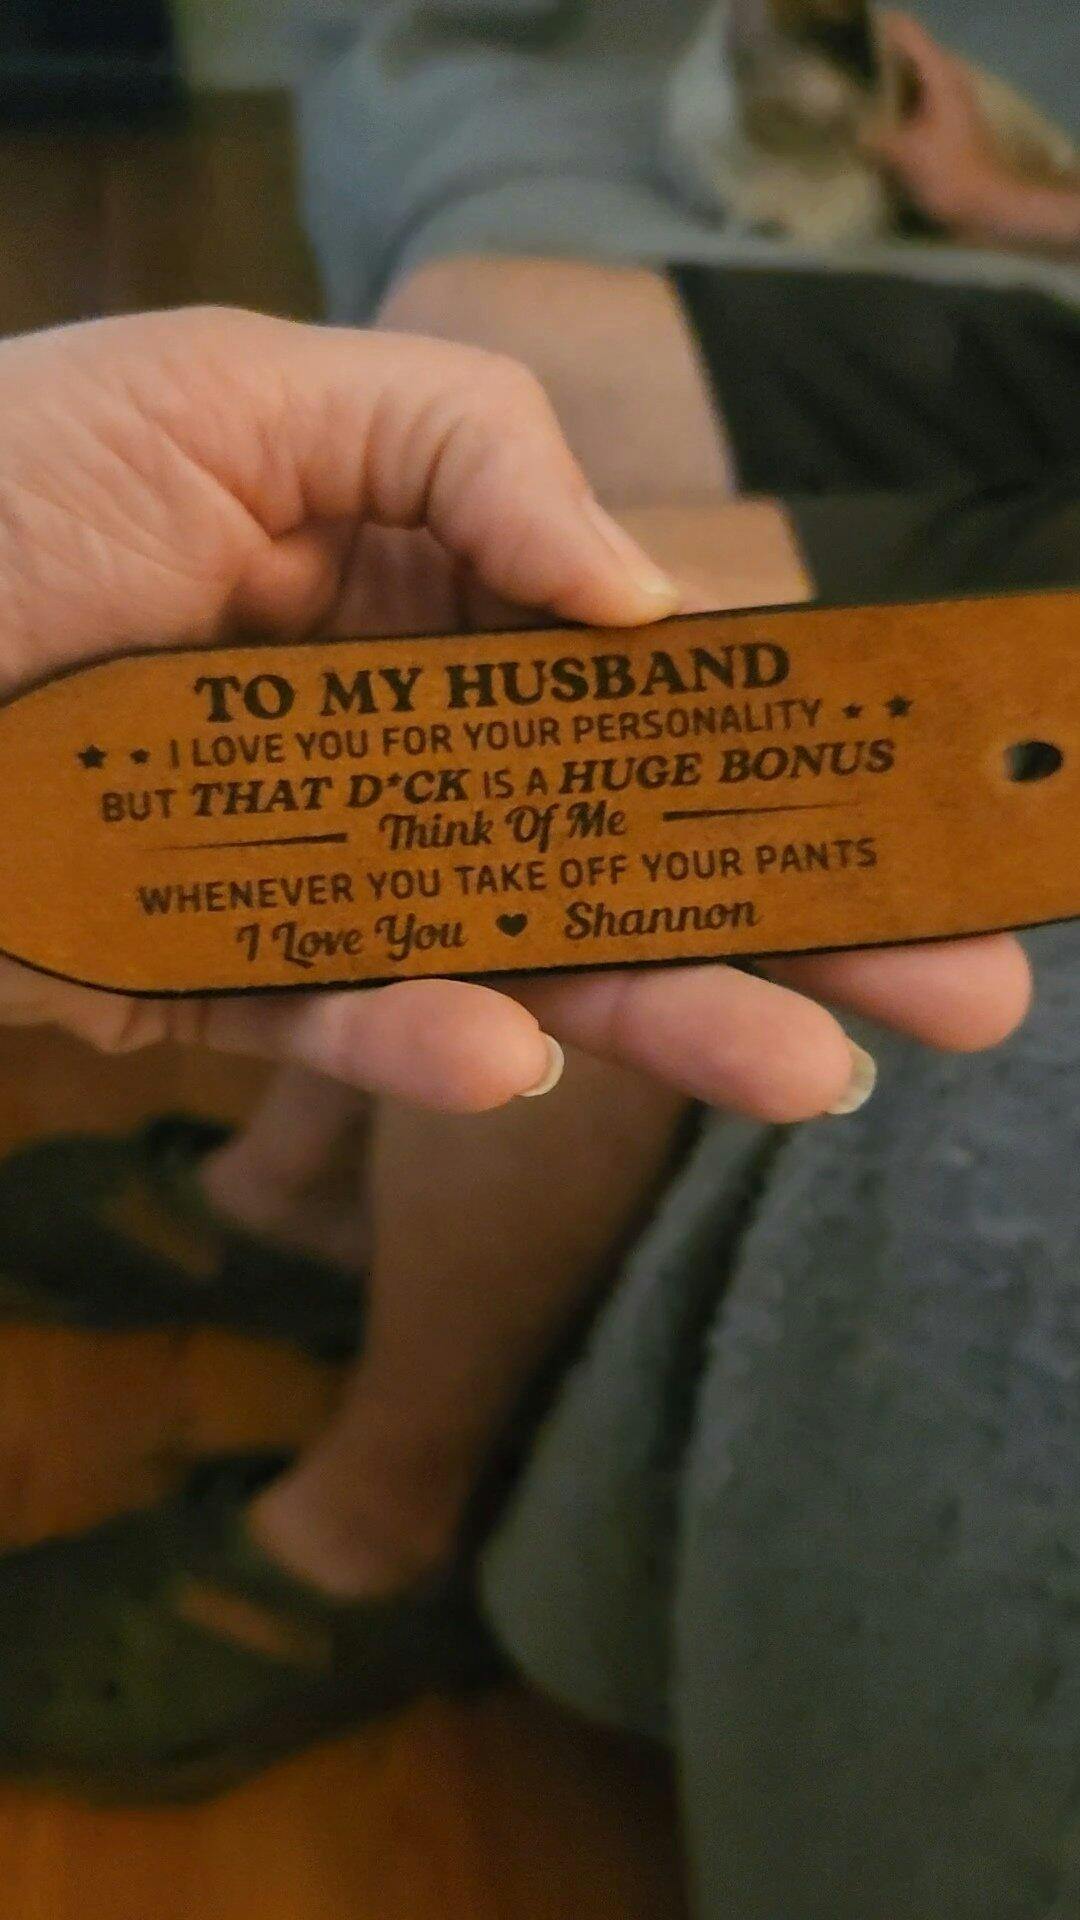 TO MY HUSBAND
I LOVE YOU FOR YOUR PERSONALITY
BUT THAT D*CK IS A HUGE BONUS
Think Of Me
WHENEVER YOU TAKE OFF YOUR PANTS
I Love You ♥ Shannon